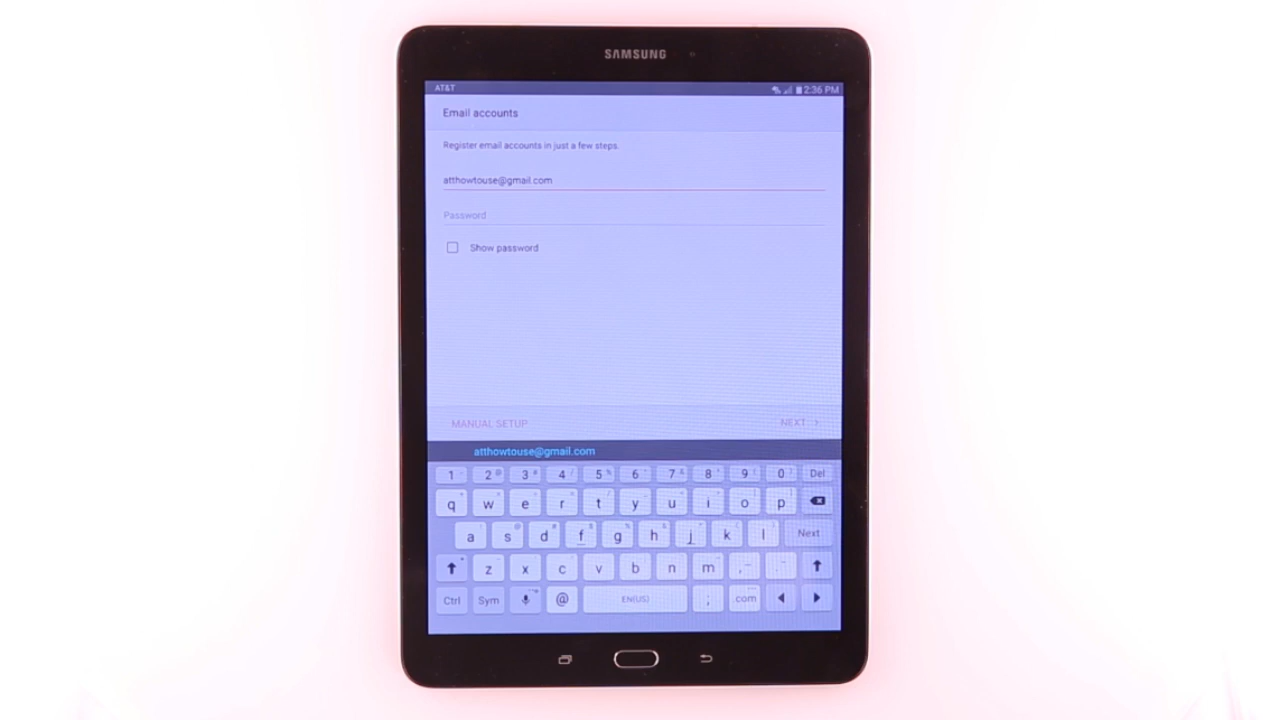 SAMSUNG
AT&T 2:36 PM
Email accounts
Register email accounts in just a few steps.
atthowtouse@gmail.com
Password
Show password
MANUAL SETUP NEXT >
atthowtouse@gmail.com
1 2 3 4 5 6 7 8 9 0 Del
q w e r t y u i o p
a s d f g h j k l Next
z x c v b n m , .
Ctrl Sym @ EN(US) ; .com